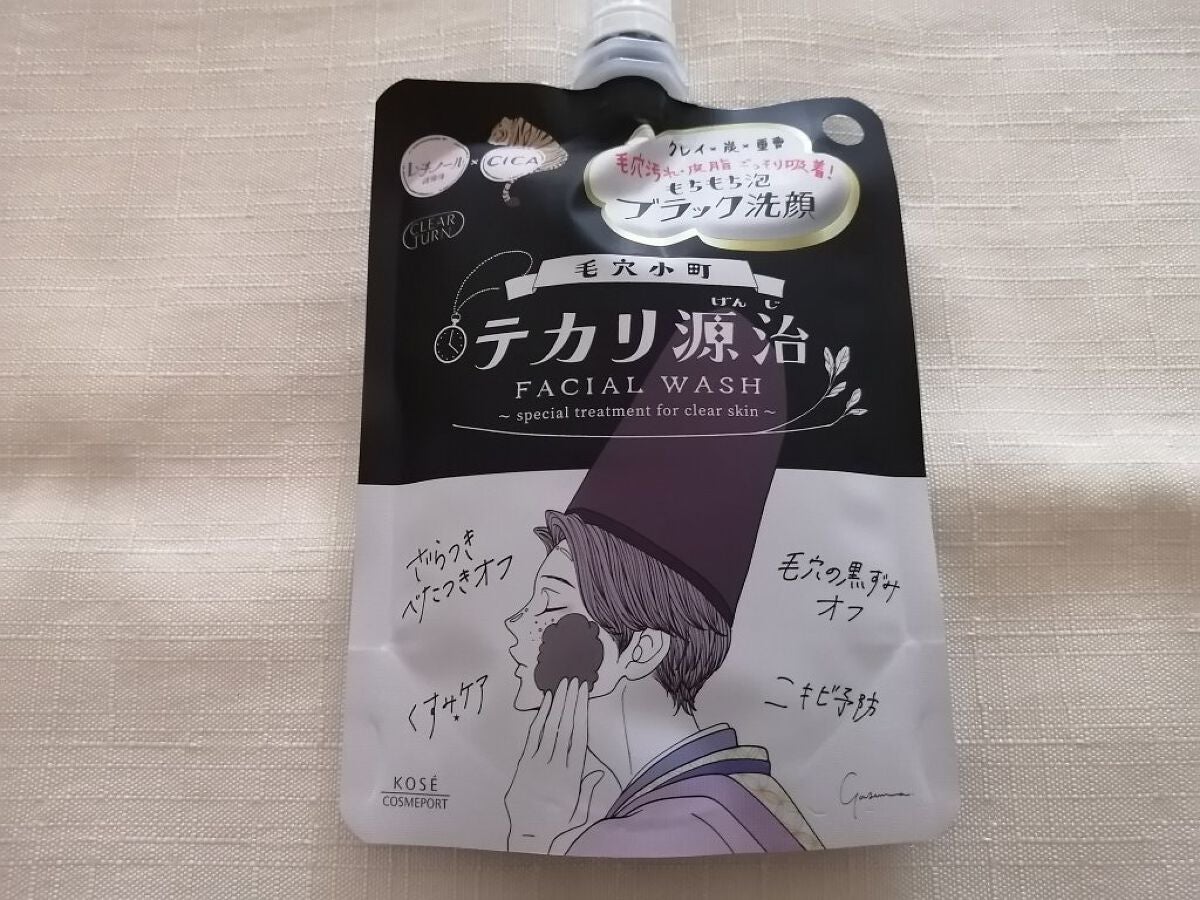 レチノール
×
CICA
CLEAR
TURN
クレイ×炭×重曹
毛穴汚れ・皮脂ごっそり吸着!
もちもち泡
ブラック洗顔
毛穴小町
げんじ
テカリ源治
FACIAL WASH
~ special treatment for clear skin ~
ざらつき
べたつきオフ
毛穴の黒ずみ
オフ
くすみケア
ニキビ予防
KOSÉ
COSMEPORT